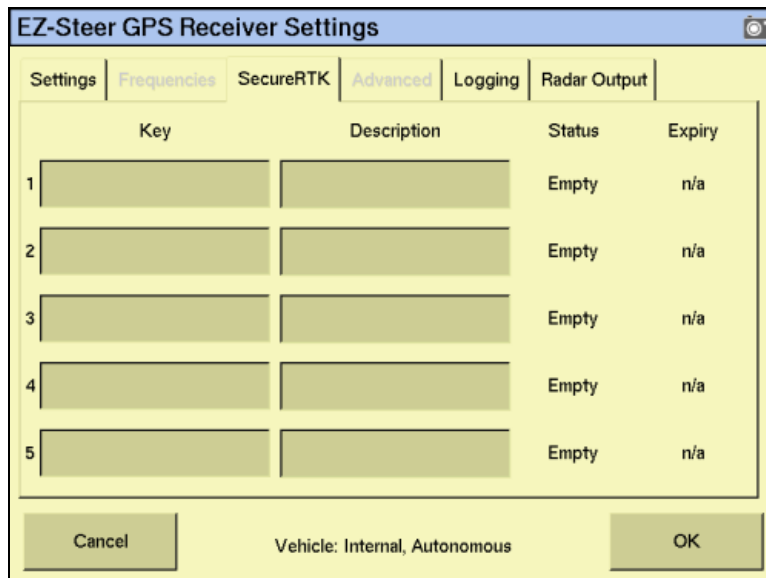 EZ-Steer GPS Receiver Settings
Settings Frequencies SecureRTK Advanced Logging Radar Output
Key Description Status Expiry
1 Empty n/a
2 Empty n/a
3 Empty n/a
4 Empty n/a
5 Empty n/a
Cancel Vehicle: Internal, Autonomous OK